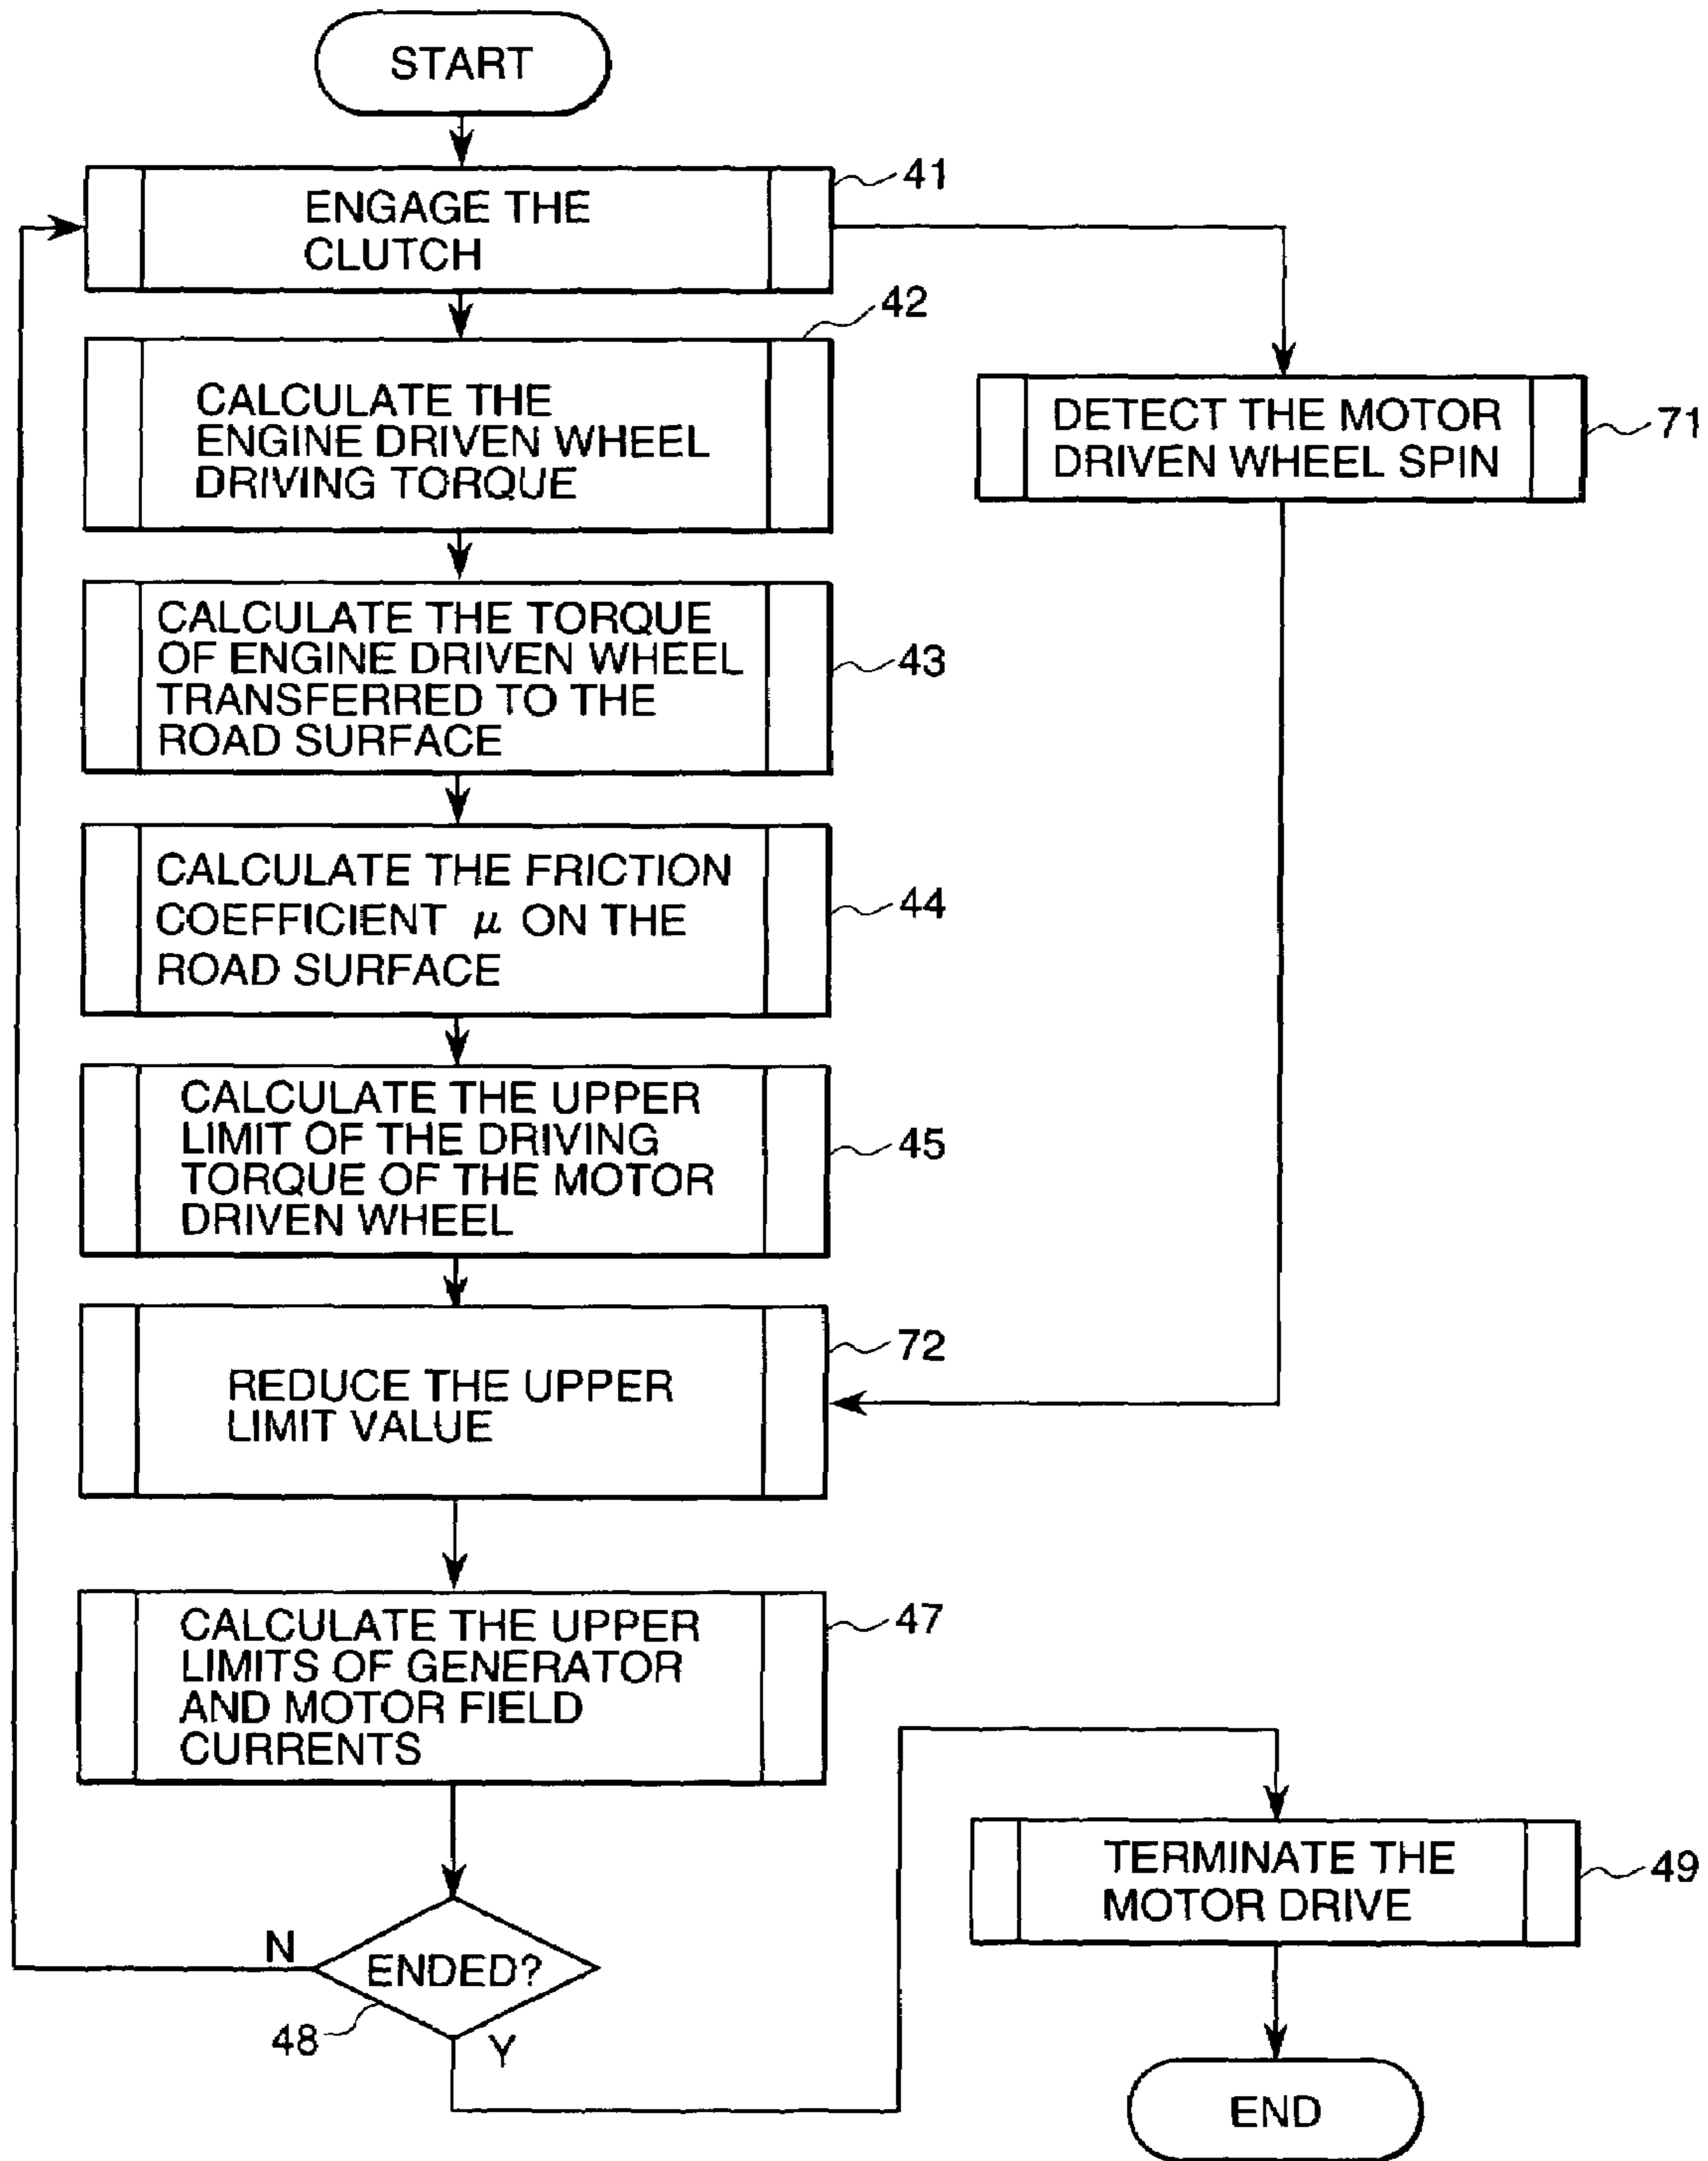 START
41
ENGAGE THE
CLUTCH
42
CALCULATE THE
ENGINE DRIVEN WHEEL
DRIVING TORQUE
DETECT THE MOTOR
DRIVEN WHEEL SPIN
71
CALCULATE THE TORQUE
OF ENGINE DRIVEN WHEEL
TRANSFERRED TO THE
ROAD SURFACE
43
CALCULATE THE FRICTION
COEFFICIENT μ ON THE
ROAD SURFACE
44
CALCULATE THE UPPER
LIMIT OF THE DRIVING
TORQUE OF THE MOTOR
DRIVEN WHEEL
45
72
REDUCE THE UPPER
LIMIT VALUE
CALCULATE THE UPPER
LIMITS OF GENERATOR
AND MOTOR FIELD
CURRENTS
47
TERMINATE THE
MOTOR DRIVE
49
N
ENDED?
48
Y
END